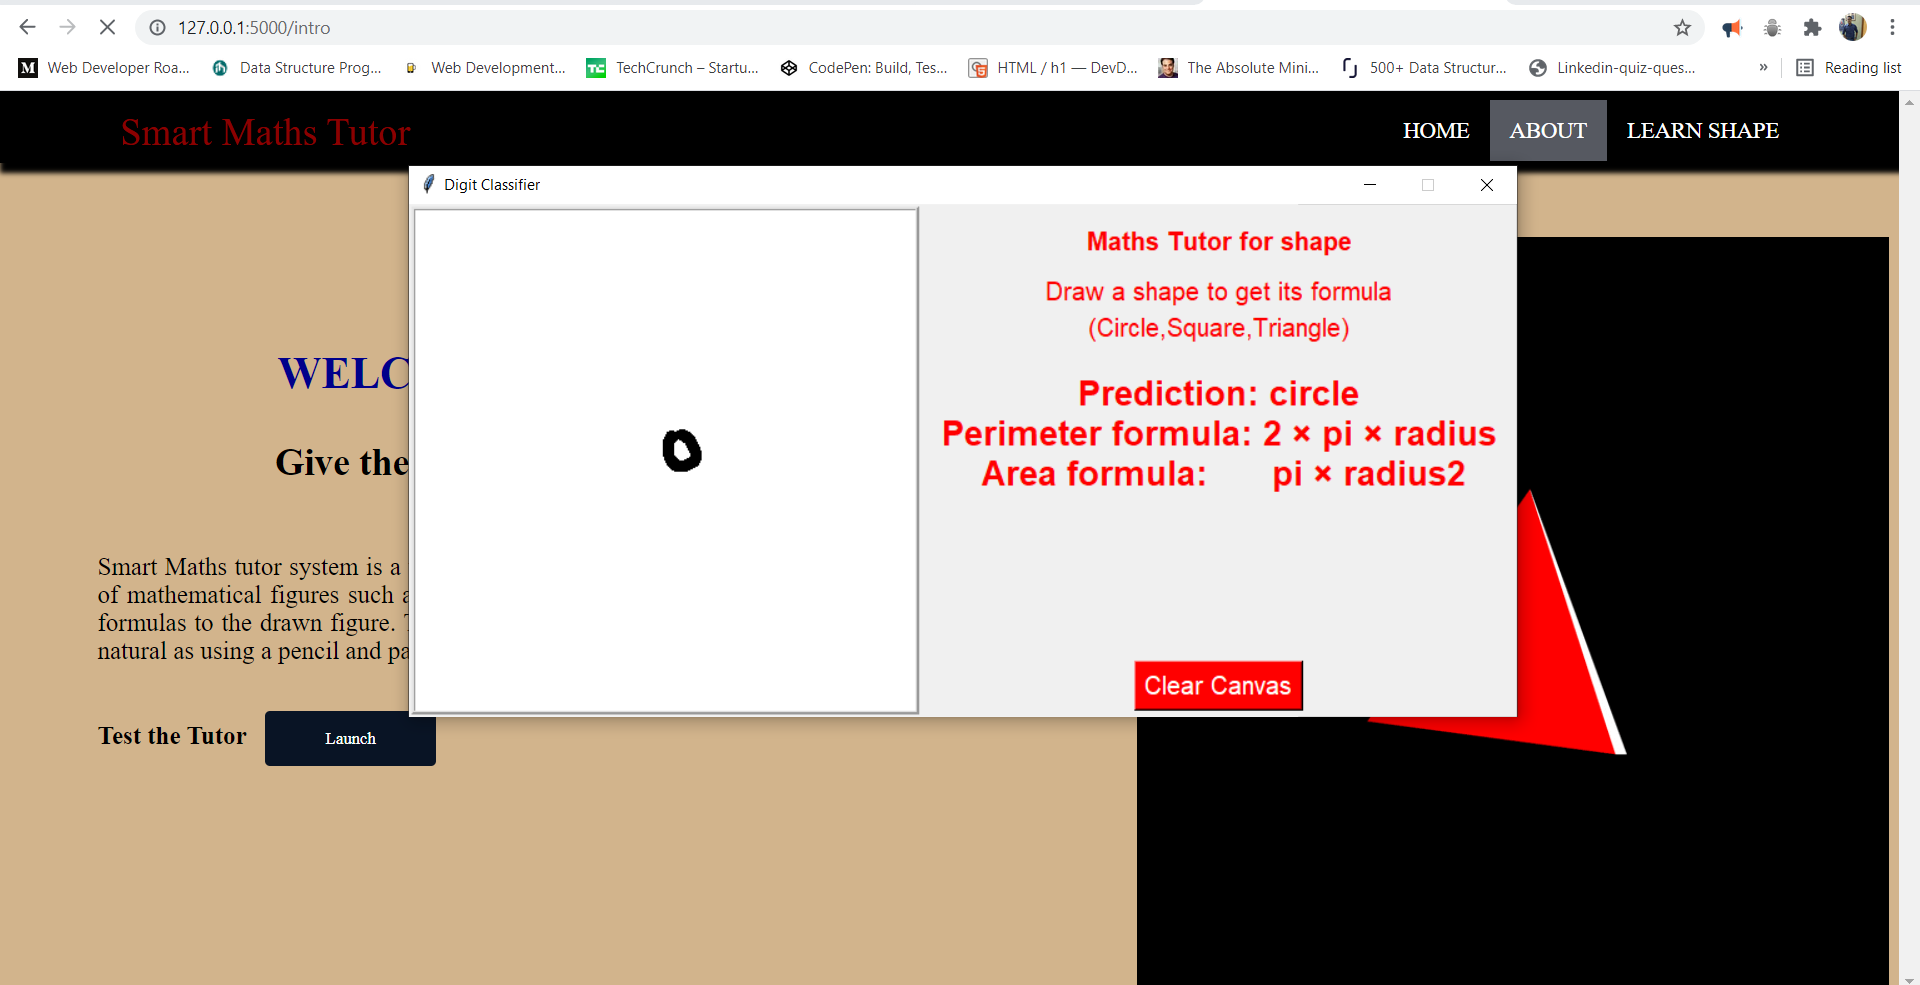 127.0.0.1:5000/intro
Web Developer Roa...
Data Structure Prog...
Web Development...
TechCrunch – Startu...
CodePen: Build, Tes...
HTML / h1 — DevD...
The Absolute Mini...
500+ Data Structur...
Linkedin-quiz-ques...
»
Reading list
Smart Maths Tutor
HOME
ABOUT
LEARN SHAPE
Digit Classifier
Maths Tutor for shape
Draw a shape to get its formula
(Circle,Square,Triangle)
Prediction: circle
Perimeter formula: 2 × pi × radius
Area formula: pi × radius2
Clear Canvas
WELC
Give the
Smart Maths tutor system is a
of mathematical figures such a
formulas to the drawn figure. T
natural as using a pencil and pa
Test the Tutor
Launch